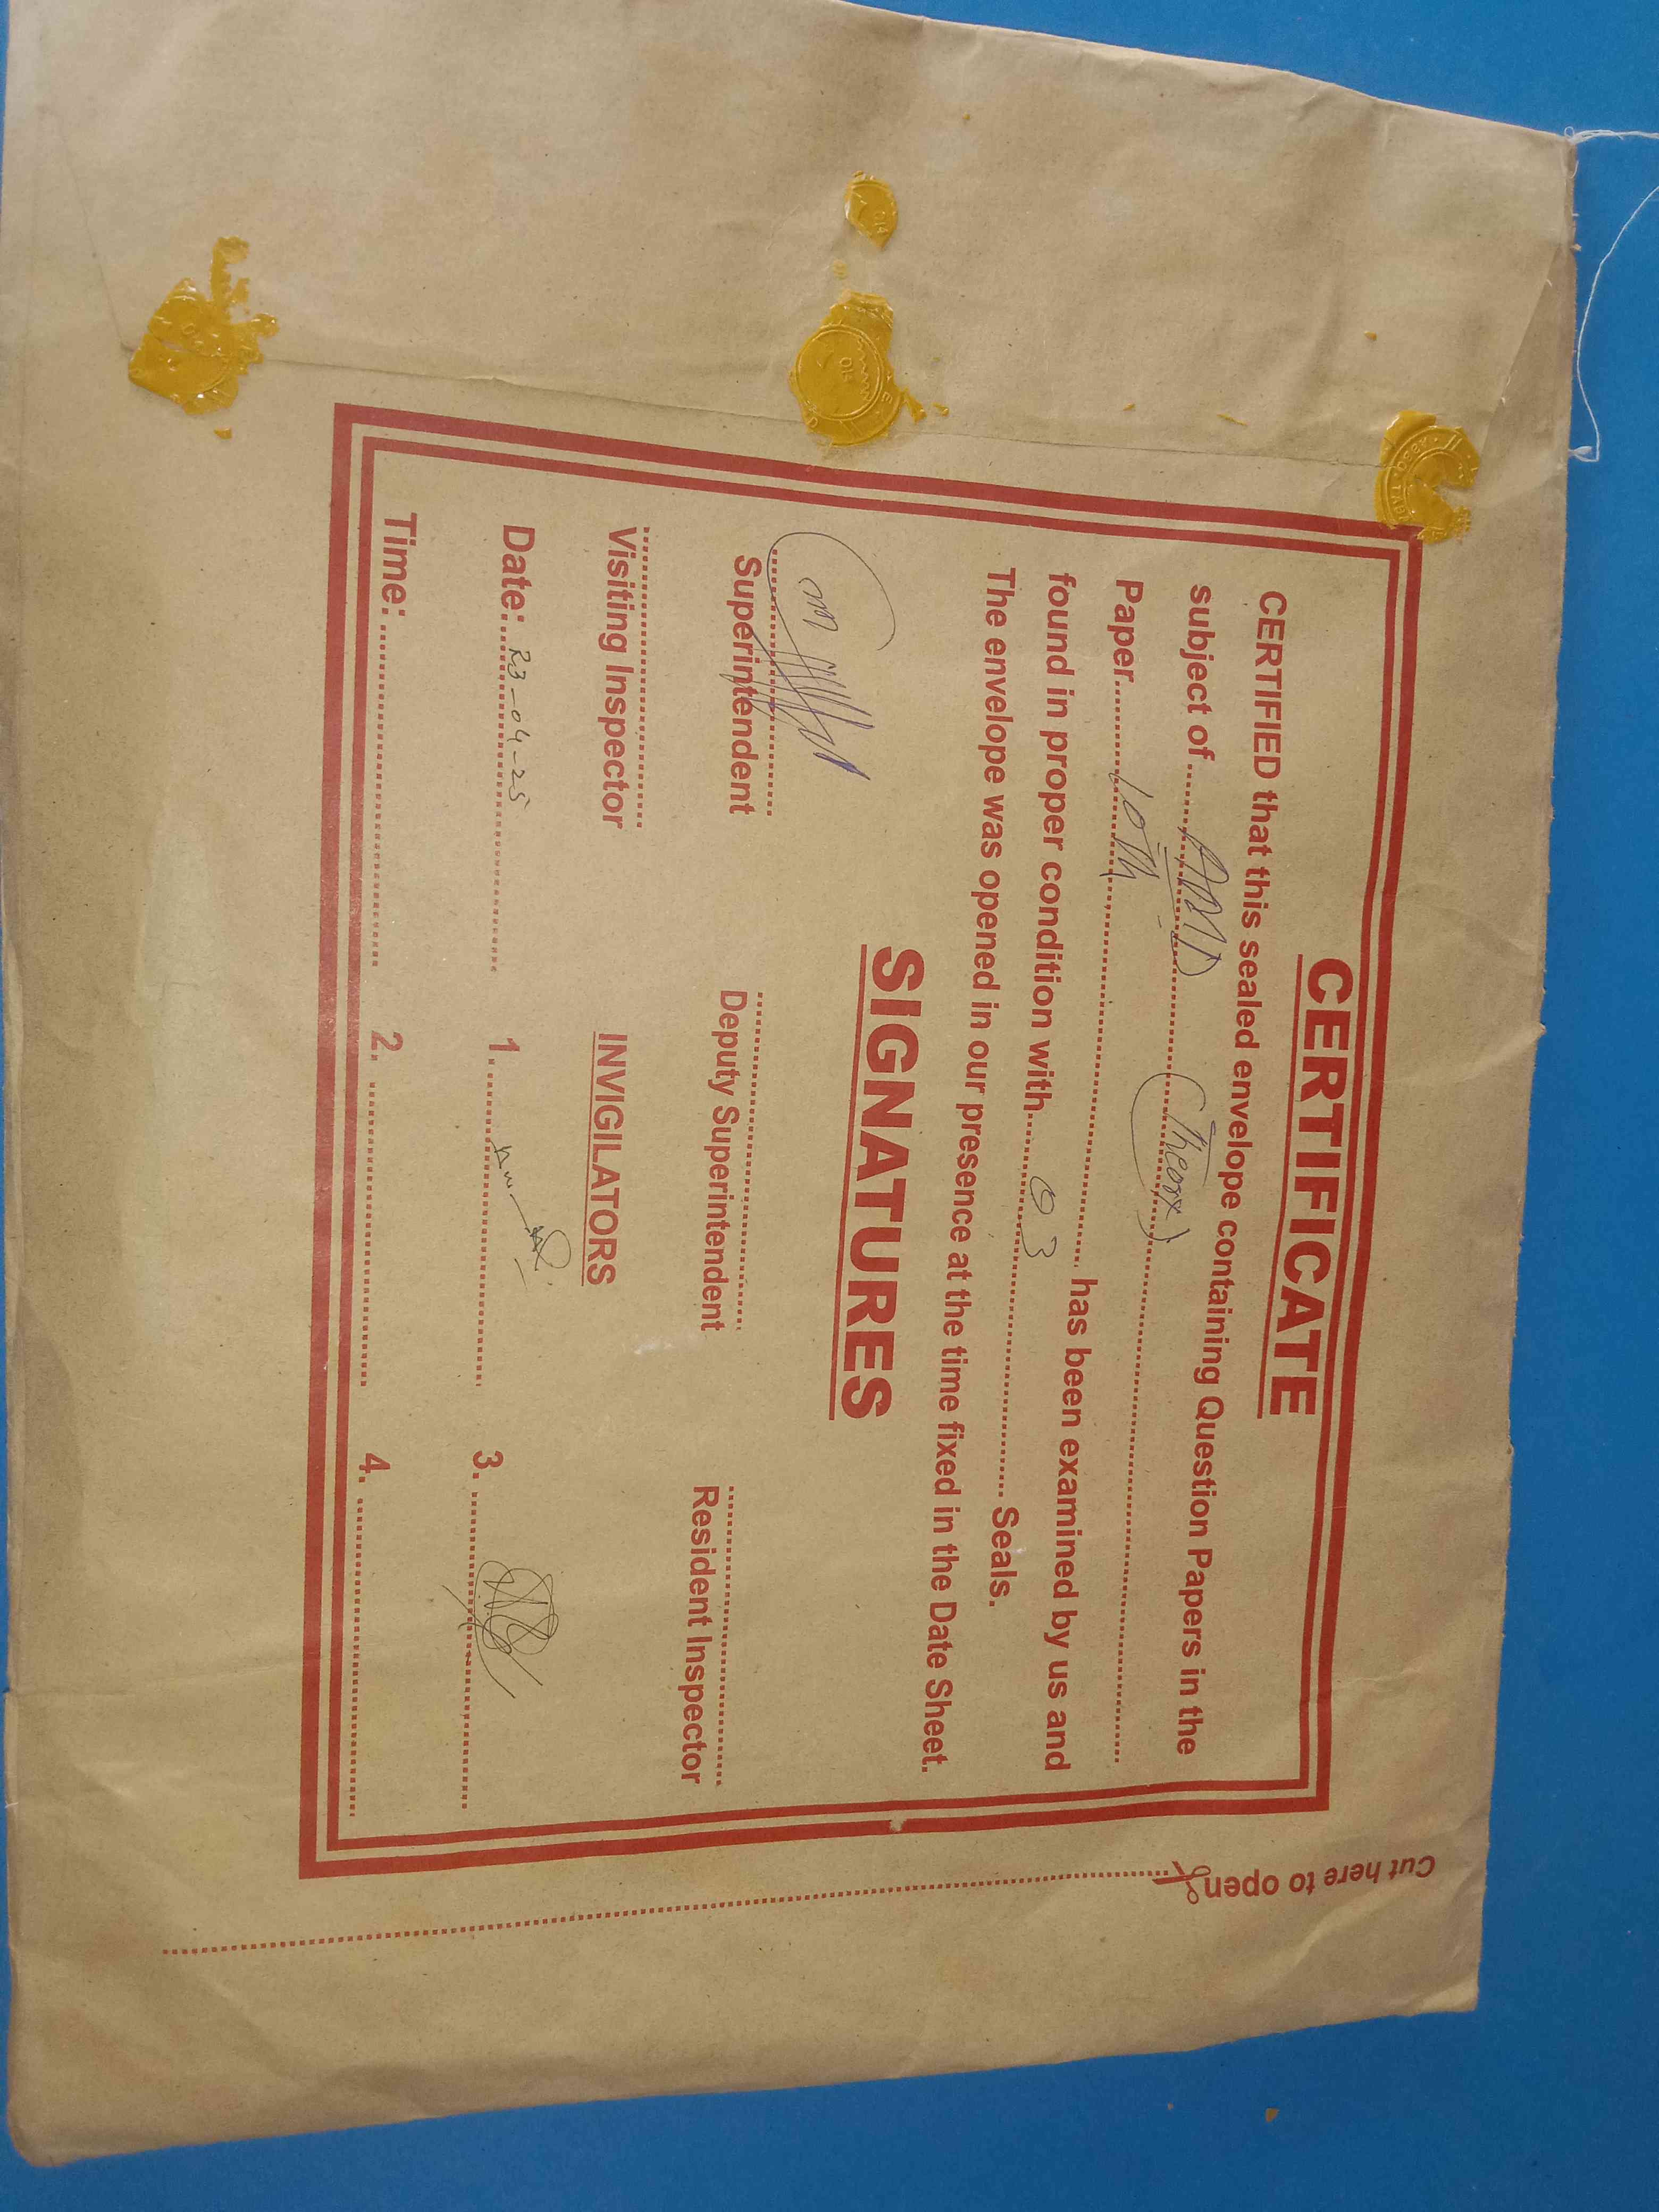 CERTIFICATE
CERTIFIED that this sealed envelope containing Question Papers in the
subject of.................... (Theory)
Paper........10th........................................ has been examined by us and
found in proper condition with........03........................ Seals.
The envelope was opened in our presence at the time fixed in the Date Sheet.
SIGNATURES
Superintendent
Deputy Superintendent
Resident Inspector
Visiting Inspector
INVIGILATORS
Date: 23-04-25
1.
3.
Time:
2.
4.
Cut here to open